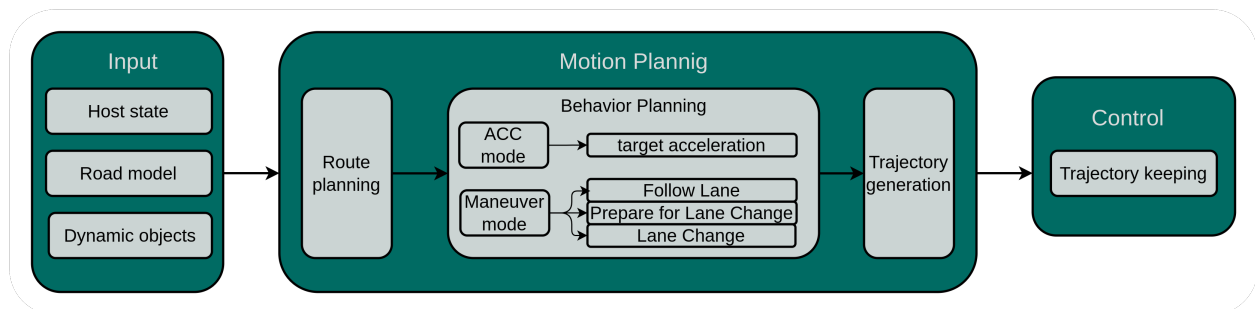 Input
Host state
Road model
Dynamic objects
Motion Plannig
Route
planning
Behavior Planning
ACC
mode
target acceleration
Maneuver
mode
Follow Lane
Prepare for Lane Change
Lane Change
Trajectory
generation
Control
Trajectory keeping